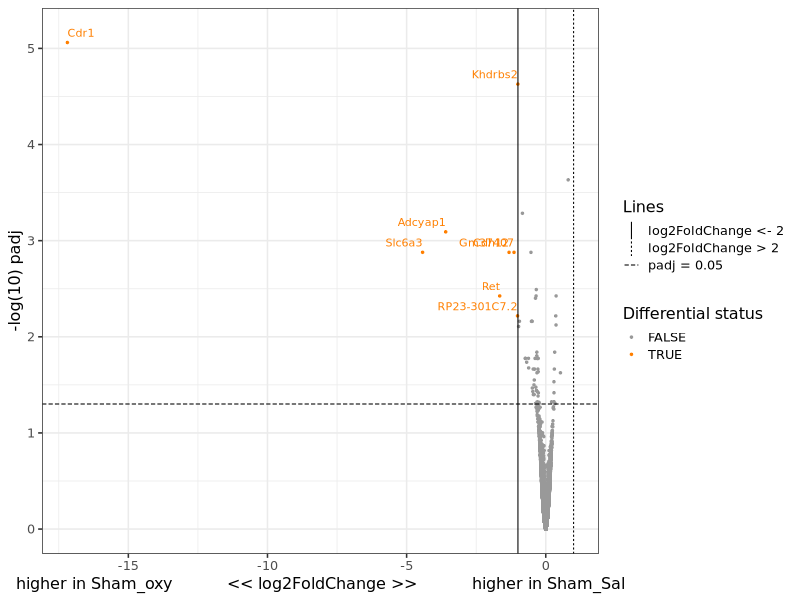 Cdr1
Khdrbs2
Adcyap1
Slc6a3
Ret
RP23-301C7.2
5
4
3
2
1
0
-log(10) padj
-15
-10
-5
0
higher in Sham_oxy
<< log2FoldChange >>
higher in Sham_Sal
Lines
log2FoldChange <- 2
log2FoldChange > 2
padj = 0.05
Differential status
FALSE
TRUE